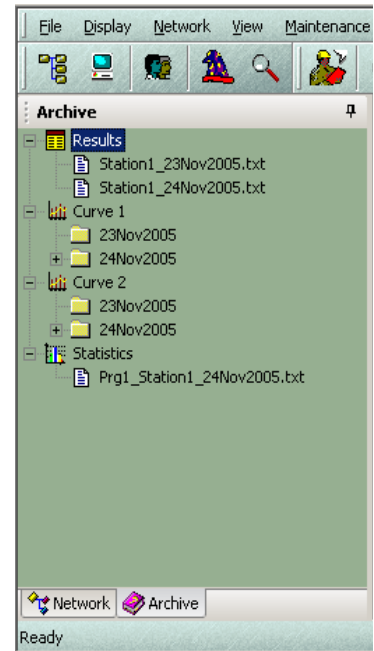 File Display Network View Maintenance
Archive
Results
Station1_23Nov2005.txt
Station1_24Nov2005.txt
Curve 1
23Nov2005
24Nov2005
Curve 2
23Nov2005
24Nov2005
Statistics
Prg1_Station1_24Nov2005.txt
Network Archive
Ready